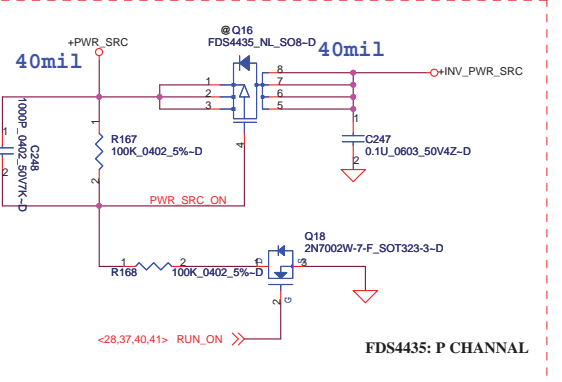 @ Q16
+PWR_SRC
FDS4435_NL_SO8~D
40mil
40mil
1
2
3
8
7
6
5
4
+INV_PWR_SRC
1
2
C248
1000P_0402_50V7K~D
1
2
R167
100K_0402_5%~D
1
2
C247
0.1U_0603_50V4Z~D
PWR_SRC_ON
Q18
2N7002W-7-F_SOT323-3~D
1
2
R168
100K_0402_5%~D
1
D
S
3
2
G
<28,37,40,41> RUN_ON
FDS4435: P CHANNAL